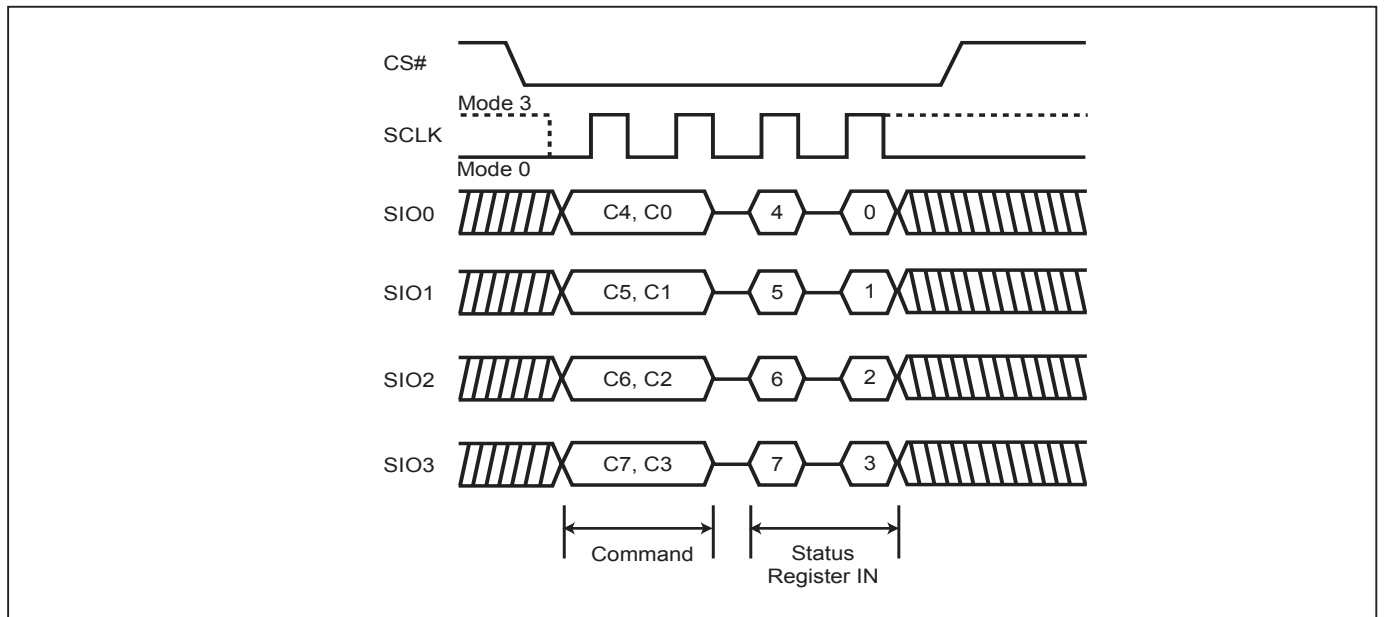 CS#
Mode 3
SCLK
Mode 0
SIO0 C4, C0 4 0
SIO1 C5, C1 5 1
SIO2 C6, C2 6 2
SIO3 C7, C3 7 3
Command
Status
Register IN